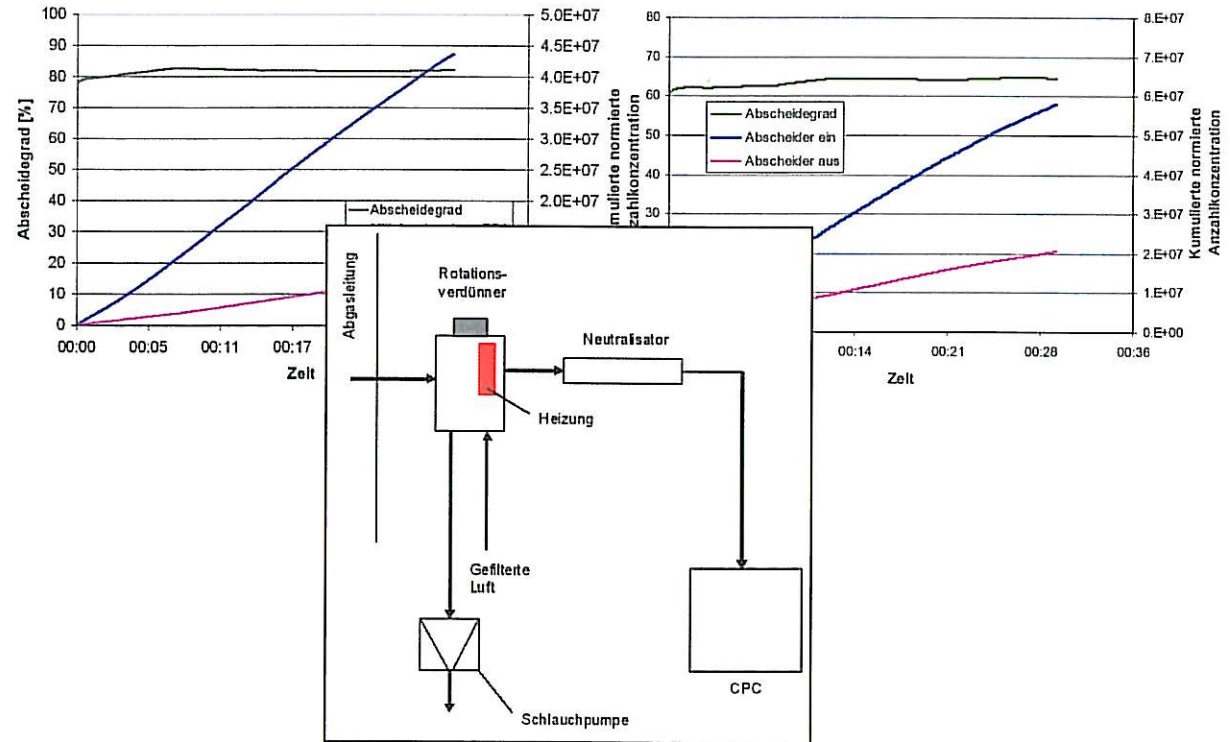 100
90
80
70
60
50
40
30
20
10
0
Abscheidegrad [%]
5.0E+07
4.5E+07
4.0E+07
3.5E+07
3.0E+07
2.5E+07
2.0E+07
00:00
00:05
00:11
00:17
Zeit
Abscheidegrad
80
70
60
50
40
30
Abscheidegrad
Abscheider ein
Abscheider aus
8.E+07
7.E+07
6.E+07
5.E+07
4.E+07
3.E+07
2.E+07
1.E+07
0.E+00
Kumulierte normierte
Anzahlkonzentration
00:14
00:21
00:28
00:36
Zeit
Abgasleitung
Rotations-
verdünner
Neutralisator
Heizung
Gefilterte
Luft
CPC
Schlauchpumpe
mulierte normierte
zahlkonzentration